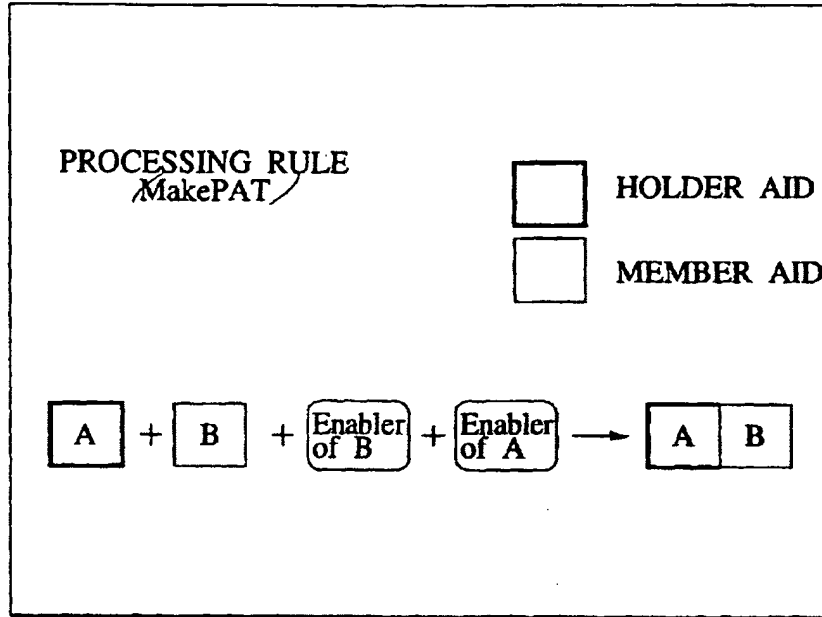 PROCESSING RULE
MakePAT
HOLDER AID
MEMBER AID
A + B + Enabler of B + Enabler of A → A B